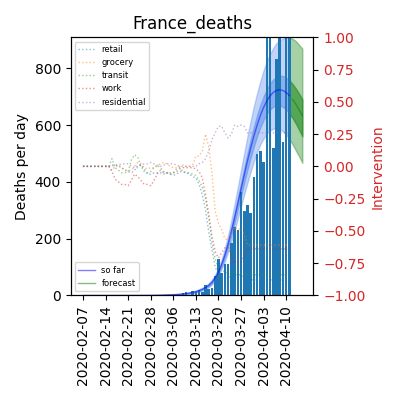 France_deaths
retail
grocery
transit
work
residential
so far
forecast
Deaths per day
0
200
400
600
800
Intervention
1.00
0.75
0.50
0.25
0.00
−0.25
−0.50
−0.75
−1.00
2020-02-07
2020-02-14
2020-02-21
2020-02-28
2020-03-06
2020-03-13
2020-03-20
2020-03-27
2020-04-03
2020-04-10